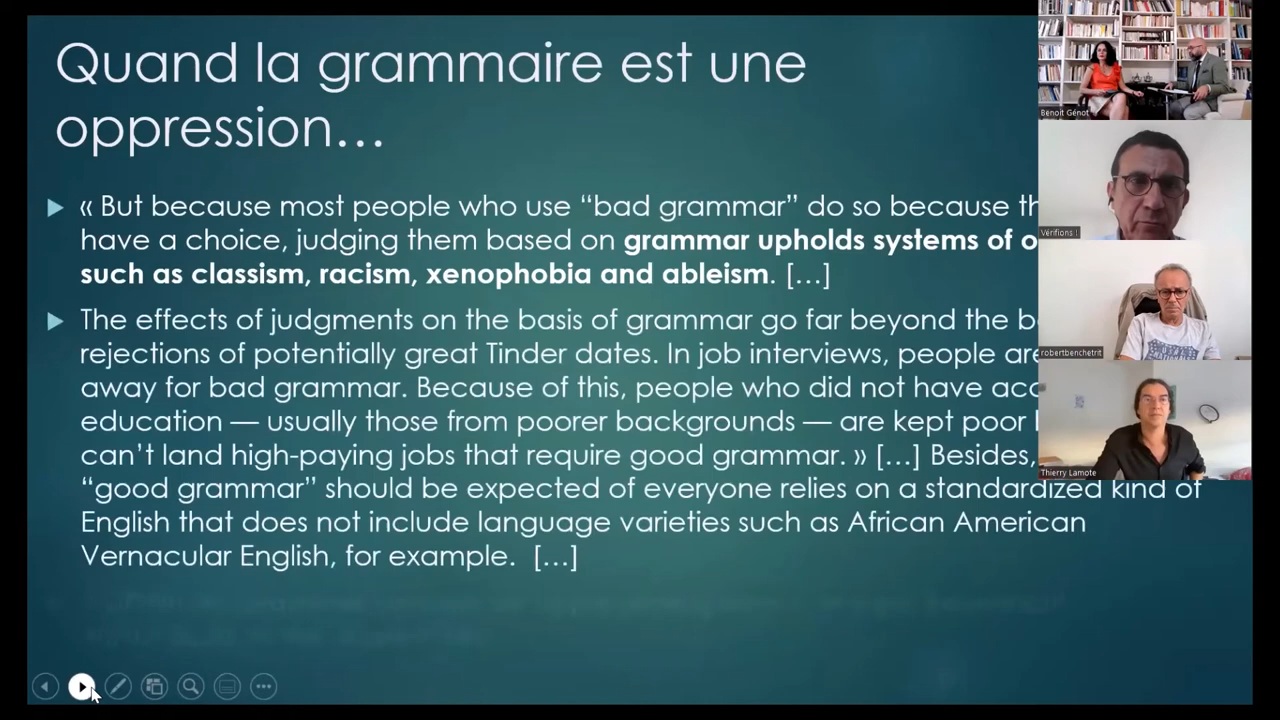 Quand la grammaire est une
oppression…
« But because most people who use “bad grammar” do so because
have a choice, judging them based on grammar upholds systems of
such as classism, racism, xenophobia and ableism. […]
The effects of judgments on the basis of grammar go far beyond the
rejections of potentially great Tinder dates. In job interviews, people are
away for bad grammar. Because of this, people who did not have
education — usually those from poorer backgrounds — are kept poor
can’t land high-paying jobs that require good grammar. » […] Besides,
“good grammar” should be expected of everyone relies on a standardized kind of
English that does not include language varieties such as African American
Vernacular English, for example. […]
Benoit Génot
Vérifions !
robertbenchetrit
Thierry Lamote